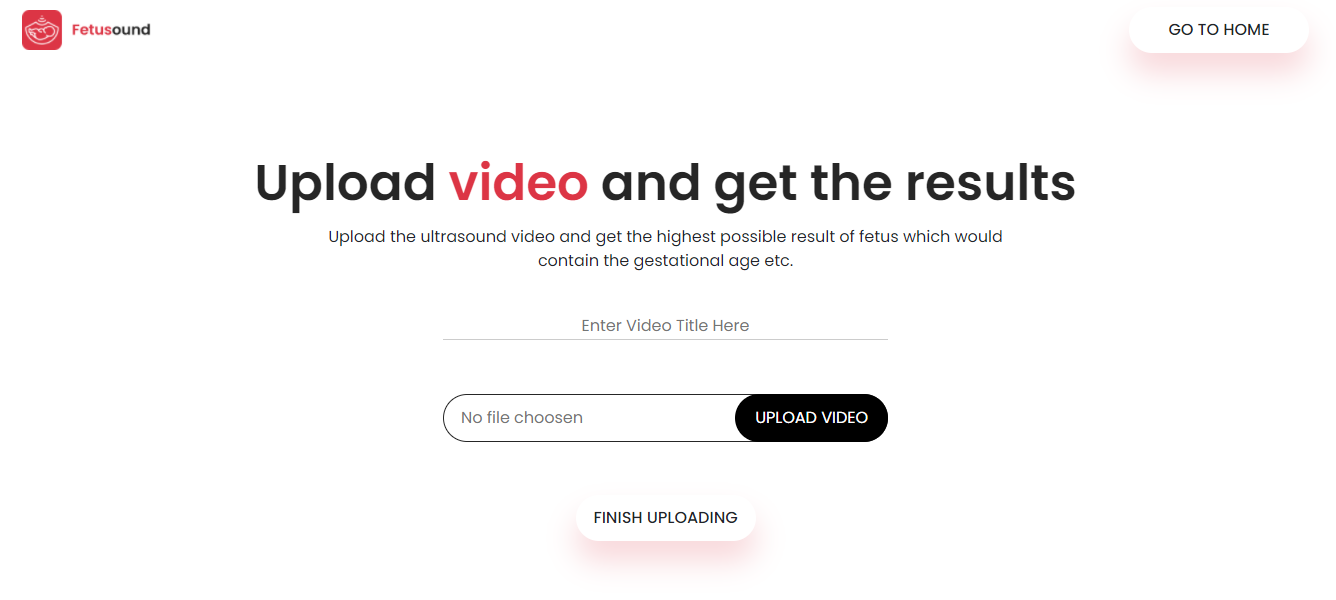 Fetusound
GO TO HOME
Upload video and get the results
Upload the ultrasound video and get the highest possible result of fetus which would
contain the gestational age etc.
Enter Video Title Here
No file choosen
UPLOAD VIDEO
FINISH UPLOADING